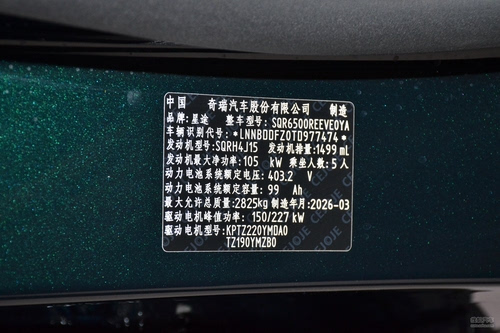 中国 奇瑞汽车股份有限公司 制造
品牌:星途 整车型号:SQR6500REEVE0YA
车辆识别代号:*LNNBDDFZ0TD977474*
发动机型号:SQRH4J15 发动机排量:1499 mL
发动机最大净功率:105 kW 乘坐人数:5 人
动力电池系统额定电压:403.2 V
动力电池系统额定容量:99 Ah
最大允许总质量:2825kg 制造年月:2026-03
驱动电机峰值功率:150/227 kW
驱动电机型号:KPTZ220YMDA0
TZ190YMZB0